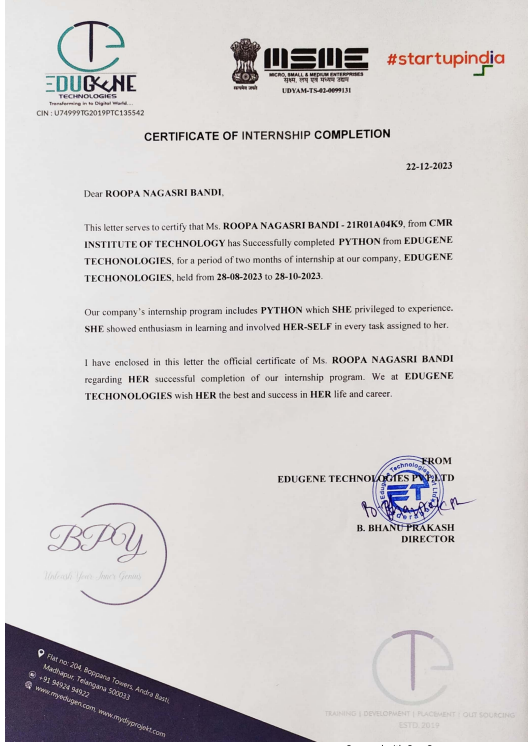 EDUGENE
TECHNOLOGIES
Transforming in to Digital World...
CIN : U74999TG2019PTC135542
सत्यमेव जयते
MSME
MICRO, SMALL & MEDIUM ENTERPRISES
सूक्ष्म, लघु एवं मध्यम उद्यम
UDYAM-TS-02-0099131
#startupindia
CERTIFICATE OF INTERNSHIP COMPLETION
22-12-2023
Dear ROOPA NAGASRI BANDI,
This letter serves to certify that Ms. ROOPA NAGASRI BANDI - 21R01A04K9, from CMR
INSTITUTE OF TECHNOLOGY has Successfully completed PYTHON from EDUGENE
TECHONOLOGIES, for a period of two months of internship at our company, EDUGENE
TECHONOLOGIES, held from 28-08-2023 to 28-10-2023.
Our company's internship program includes PYTHON which SHE privileged to experience.
SHE showed enthusiasm in learning and involved HER-SELF in every task assigned to her.
I have enclosed in this letter the official certificate of Ms. ROOPA NAGASRI BANDI
regarding HER successful completion of our internship program. We at EDUGENE
TECHONOLOGIES wish HER the best and success in HER life and career.
FROM
EDUGENE TECHNOLOGIES PVT LTD
ET
B. BHANU PRAKASH
DIRECTOR
BPY
Unleash Your Inner Genius
Flat no: 204, Boppana Towers, Andra Basti,
Madhapur, Telangana 500033
+91 94924 94922
www.myedugen.com, www.mydiyprojekt.com
TRAINING | DEVELOPMENT | PLACEMENT | OUT SOURCING
ESTD. 2019